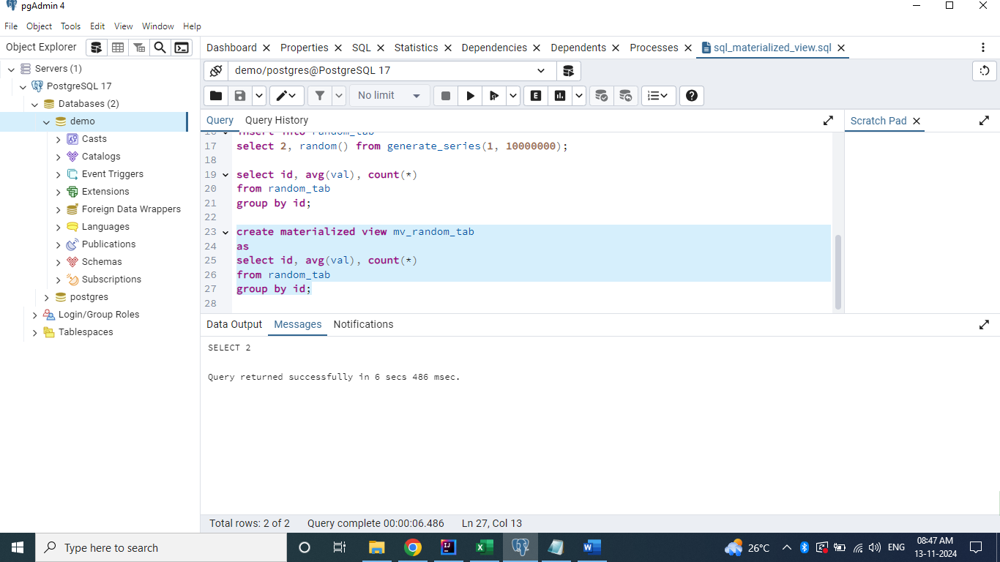 pgAdmin 4
File Object Tools Edit View Window Help
Object Explorer
Dashboard Properties SQL Statistics Dependencies Dependents Processes sql_materialized_view.sql
Servers (1)
PostgreSQL 17
Databases (2)
demo
Casts
Catalogs
Event Triggers
Extensions
Foreign Data Wrappers
Languages
Publications
Schemas
Subscriptions
postgres
Login/Group Roles
Tablespaces
demo/postgres@PostgreSQL 17
No limit
E
Query Query History
Scratch Pad
16 insert into random_tab
17 select 2, random() from generate_series(1, 10000000);
18
19 select id, avg(val), count(*)
20 from random_tab
21 group by id;
22
23 create materialized view mv_random_tab
24 as
25 select id, avg(val), count(*)
26 from random_tab
27 group by id;
28
Data Output Messages Notifications
SELECT 2
Query returned successfully in 6 secs 486 msec.
Total rows: 2 of 2 Query complete 00:00:06.486 Ln 27, Col 13
Type here to search
26°C ENG 08:47 AM
13-11-2024